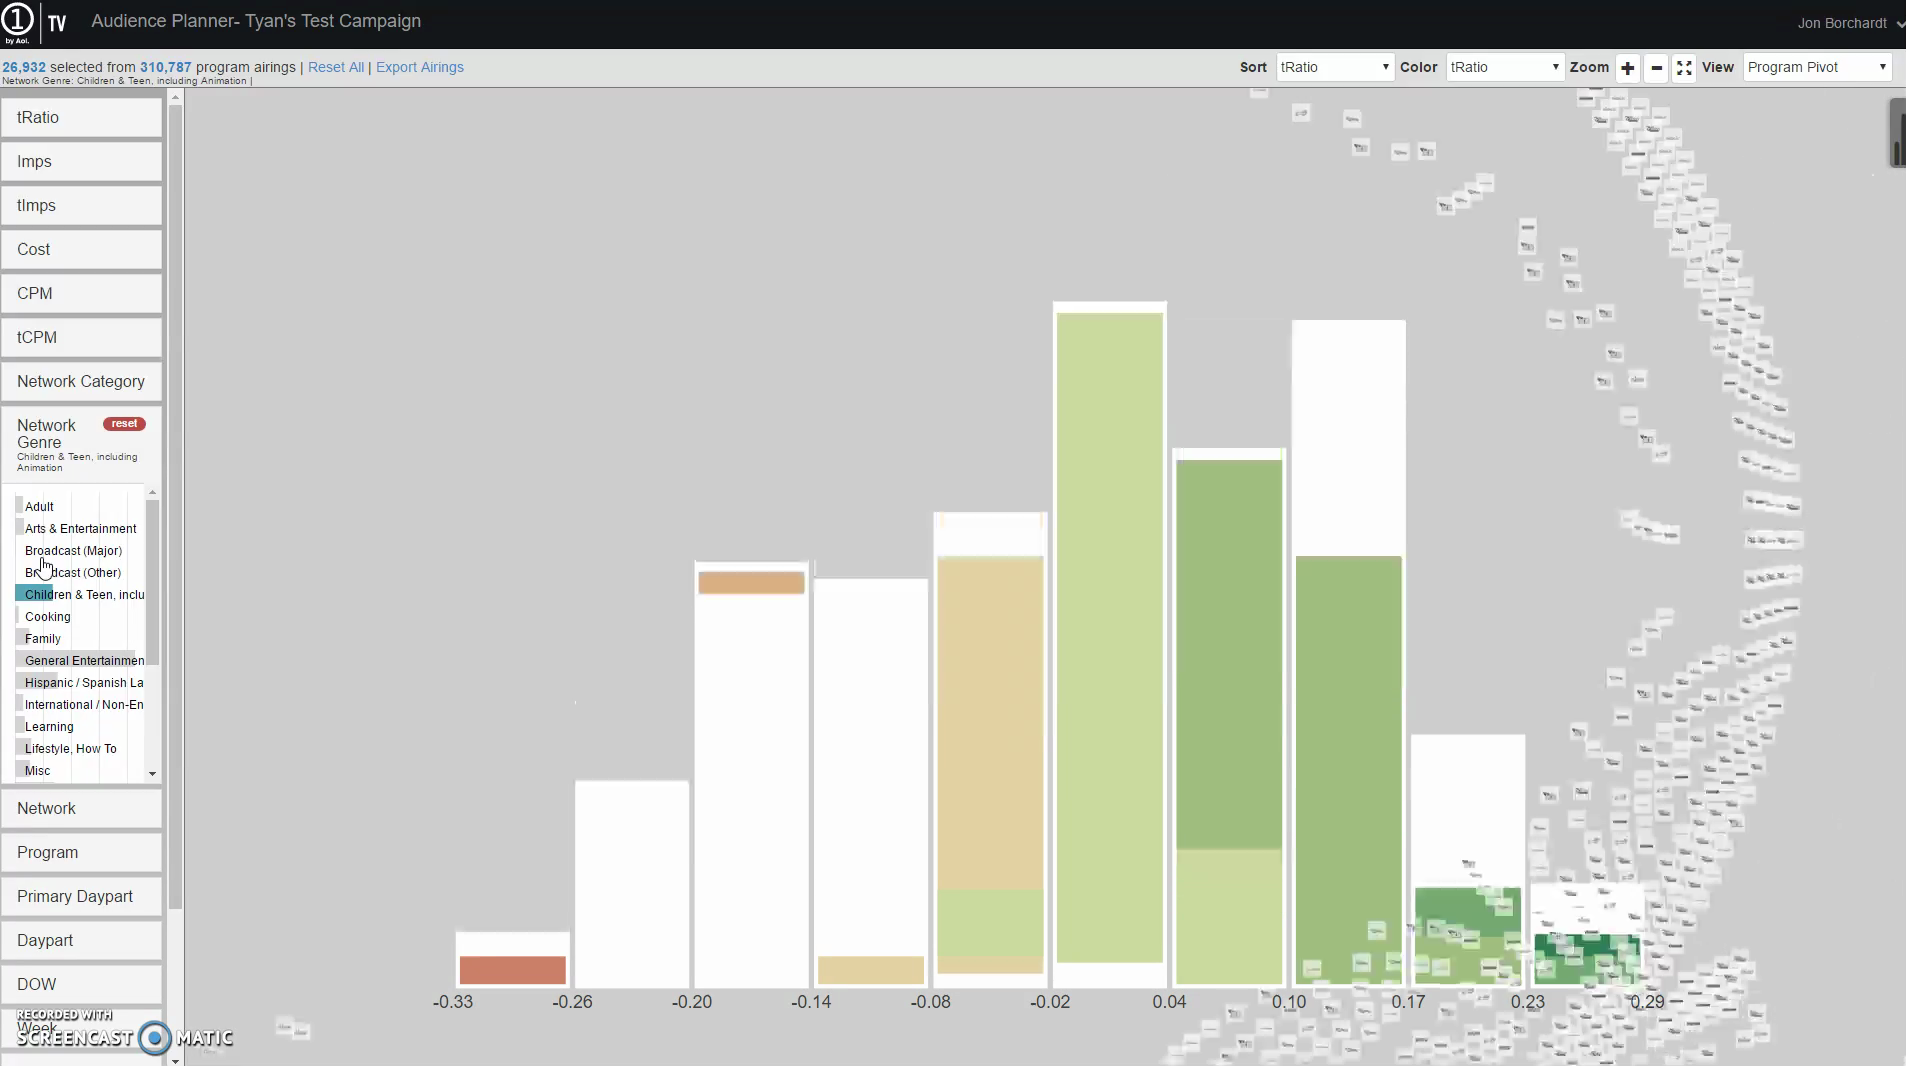 1 | TV
by Aol.
Audience Planner- Tyan's Test Campaign
Jon Borchardt
26,932 selected from 310,787 program airings | Reset All | Export Airings
Network Genre: Children & Teen, including Animation |
Sort tRatio Color tRatio Zoom + - View Program Pivot
tRatio
Imps
tImps
Cost
CPM
tCPM
Network Category
Network Genre reset
Children & Teen, including
Animation
Adult
Arts & Entertainment
Broadcast (Major)
Broadcast (Other)
Children & Teen, inclu
Cooking
Family
General Entertainmen
Hispanic / Spanish La
International / Non-En
Learning
Lifestyle, How To
Misc
Network
Program
Primary Daypart
Daypart
DOW
Week
-0.33 -0.26 -0.20 -0.14 -0.08 -0.02 0.04 0.10 0.17 0.23 0.29
RECORDED WITH
SCREENCAST MATIC